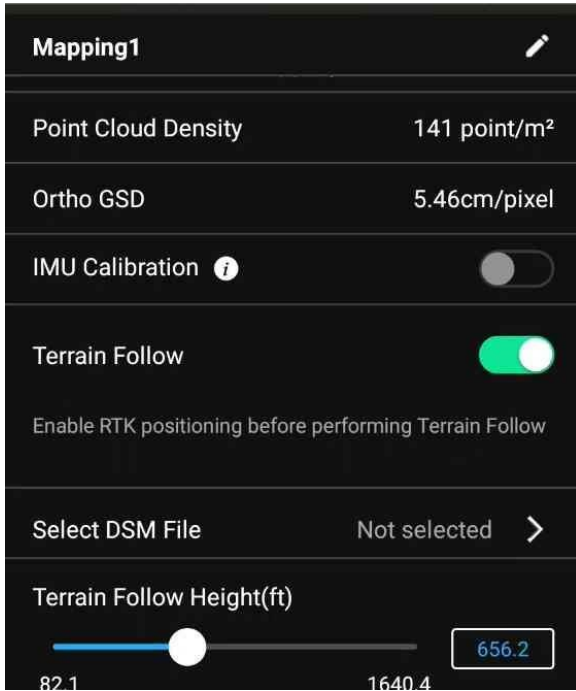 Mapping1
Point Cloud Density 141 point/m²
Ortho GSD 5.46cm/pixel
IMU Calibration i
Terrain Follow
Enable RTK positioning before performing Terrain Follow
Select DSM File Not selected
Terrain Follow Height(ft)
656.2
82.1 1640.4